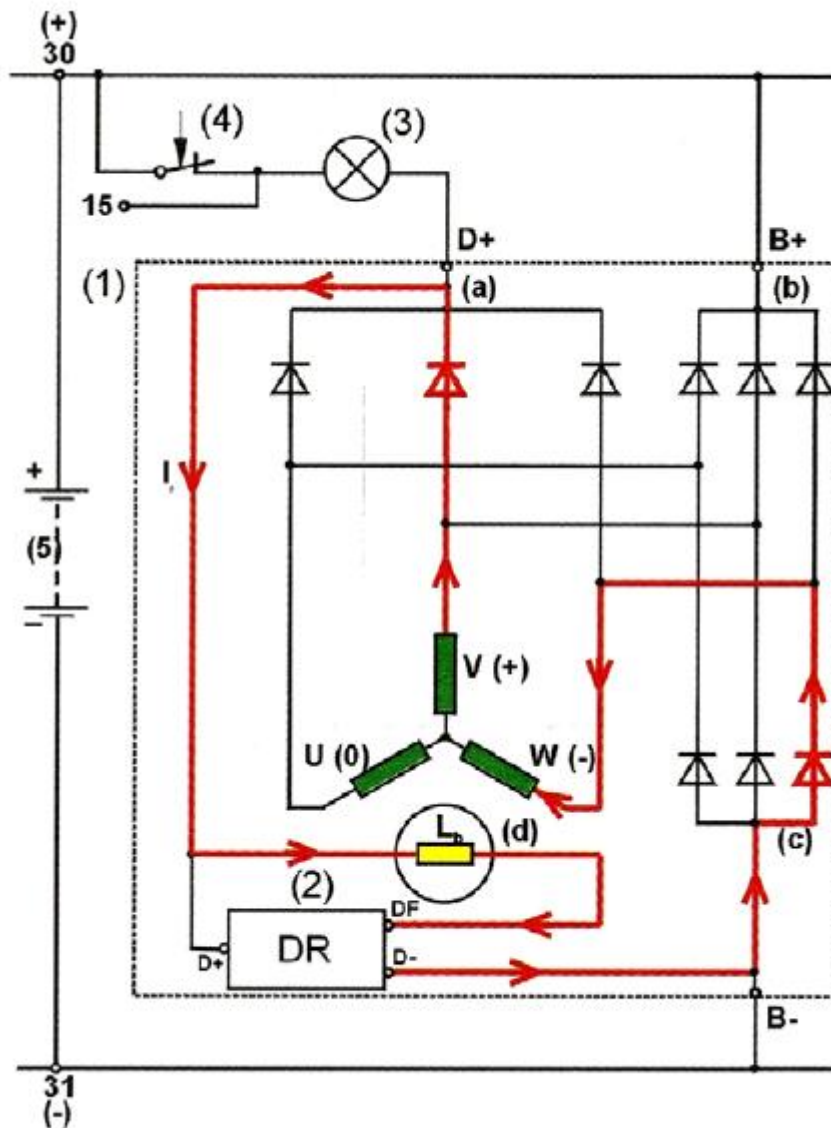 (+)
30
(4)
(3)
15
D+
B+
(1)
(a)
(b)
+
(5)
–
V (+)
U (0)
W (-)
L
(d)
(c)
(2)
DF
DR
D+
D-
B-
31
(-)